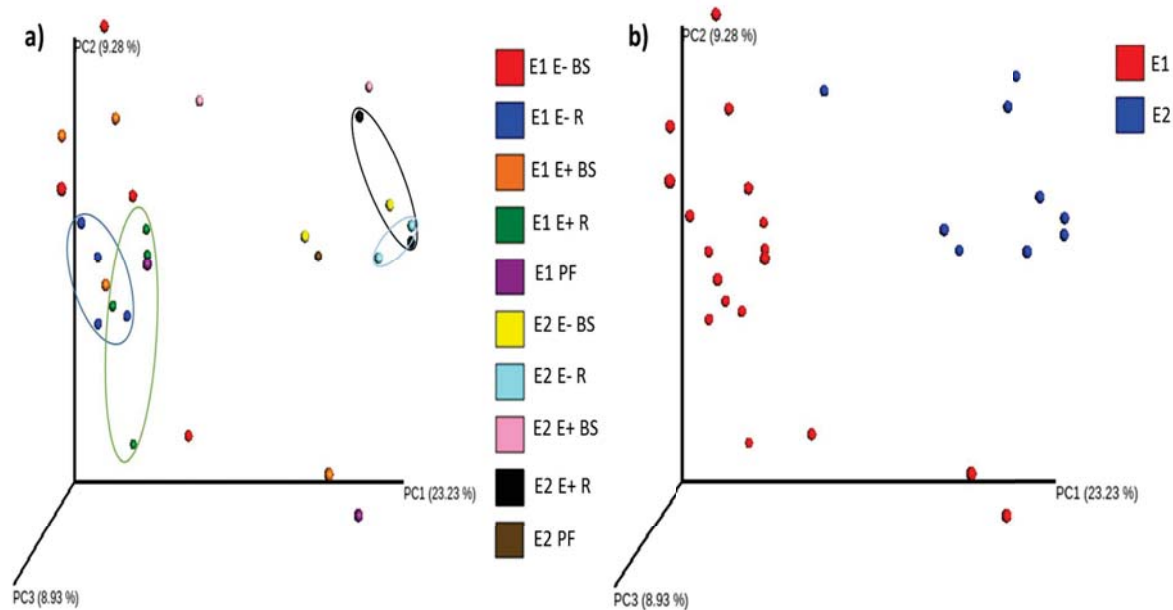 a)
PC2 (9.28 %)
PC1 (23.23 %)
PC3 (8.93 %)
E1 E- BS
E1 E- R
E1 E+ BS
E1 E+ R
E1 PF
E2 E- BS
E2 E- R
E2 E+ BS
E2 E+ R
E2 PF
b)
PC2 (9.28 %)
PC1 (23.23 %)
PC3 (8.93 %)
E1
E2